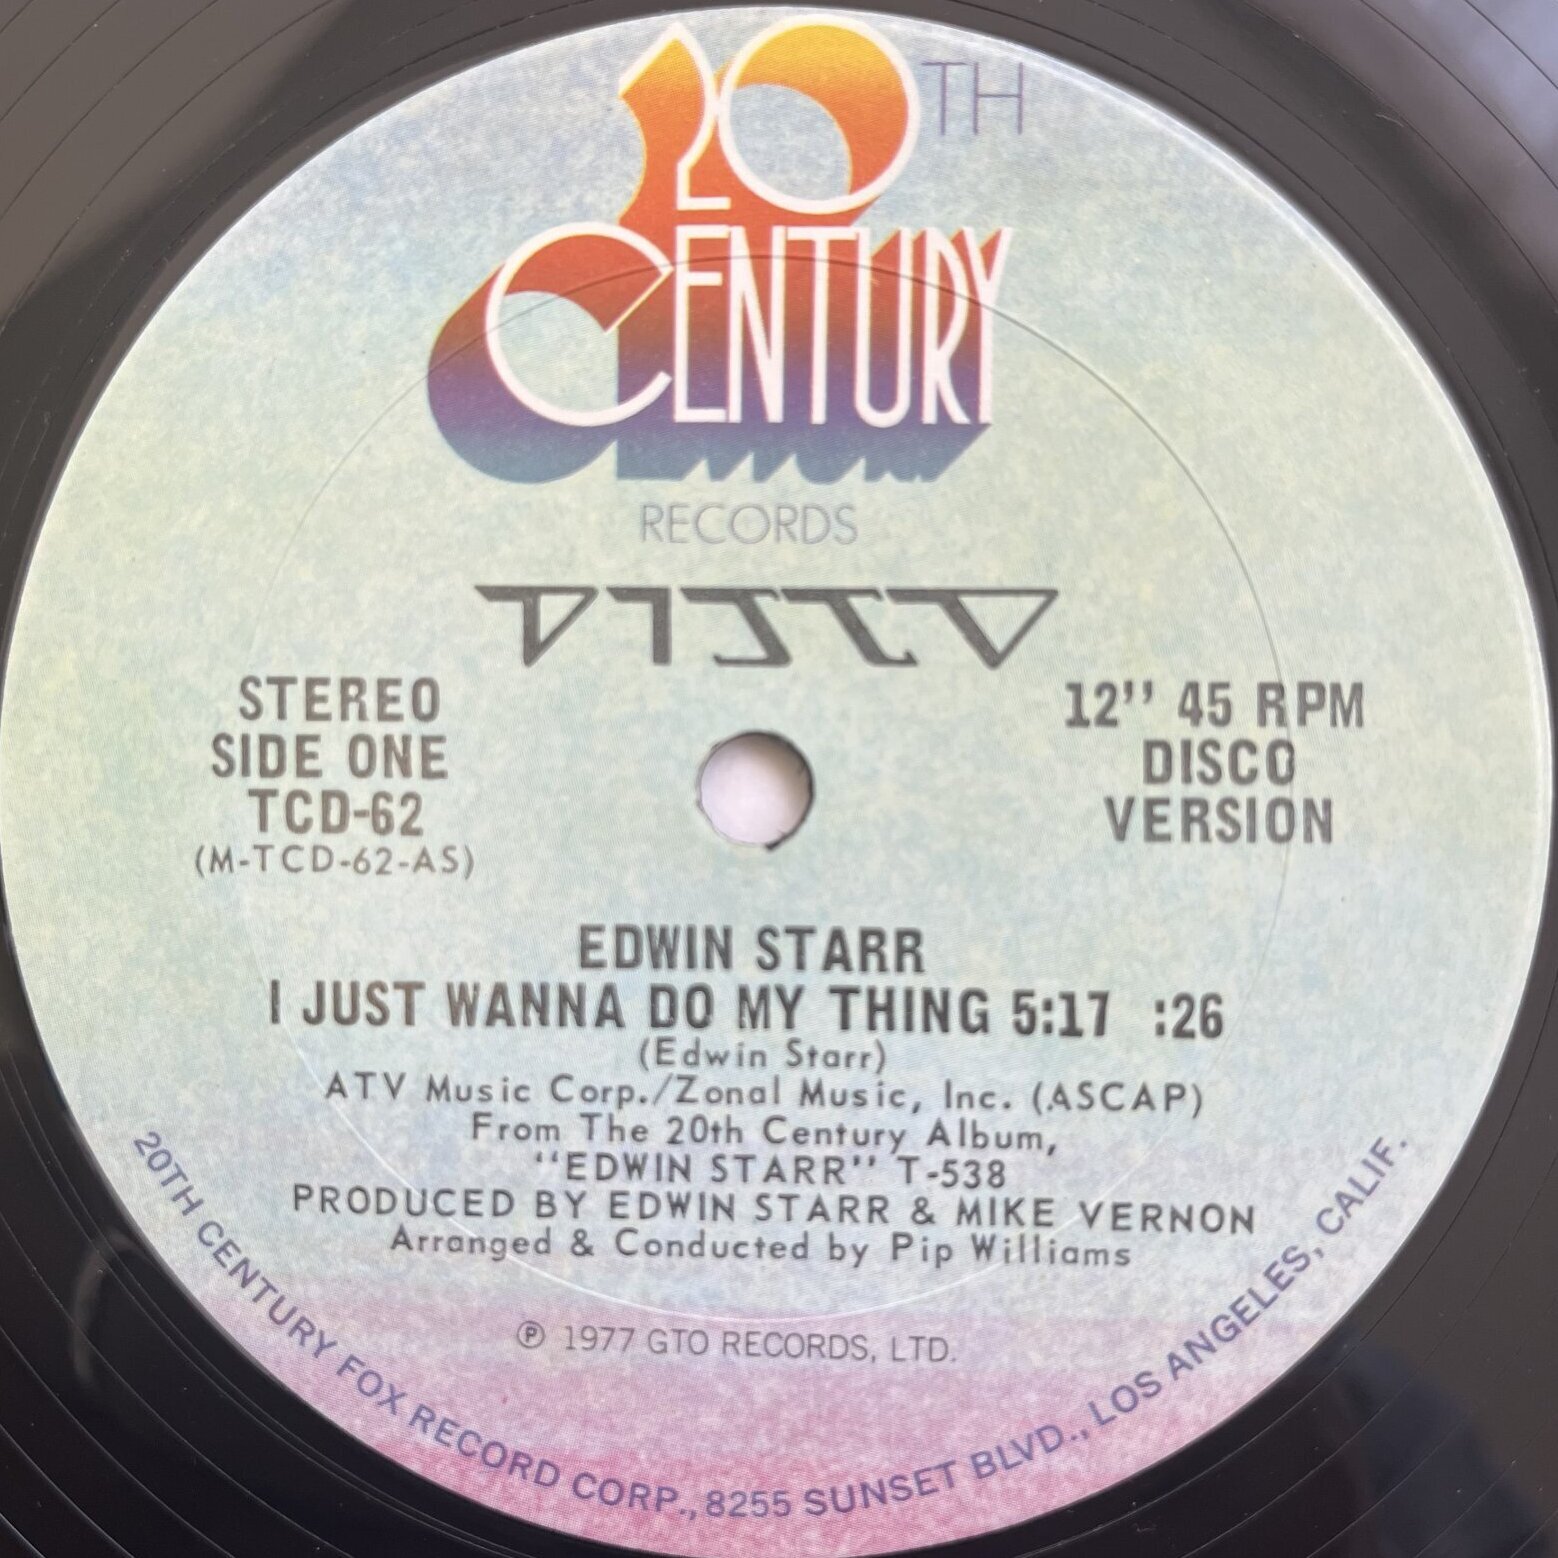 20TH
CENTURY
RECORDS
DISCO
STEREO
SIDE ONE
TCD-62
(M-TCD-62-AS)
12'' 45 RPM
DISCO
VERSION
EDWIN STARR
I JUST WANNA DO MY THING 5:17 :26
(Edwin Starr)
ATV Music Corp./Zonal Music, Inc. (ASCAP)
From The 20th Century Album,
"EDWIN STARR" T-538
PRODUCED BY EDWIN STARR & MIKE VERNON
Arranged & Conducted by Pip Williams
℗ 1977 GTO RECORDS, LTD.
20TH CENTURY FOX RECORD CORP., 8255 SUNSET BLVD., LOS ANGELES, CALIF.